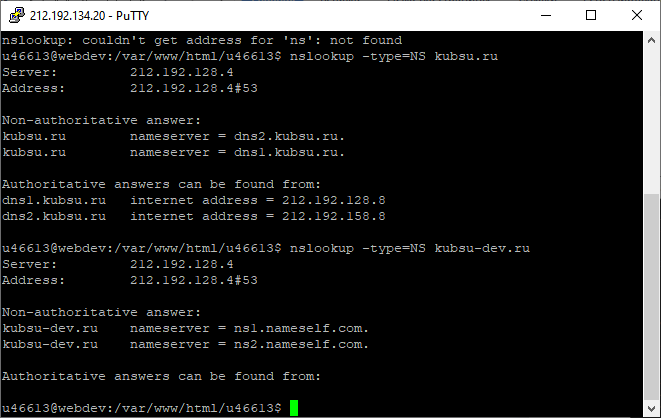 212.192.134.20 - PuTTY
nslookup: couldn't get address for 'ns': not found
u46613@webdev:/var/www/html/u46613$ nslookup -type=NS kubsu.ru
Server:         212.192.128.4
Address:        212.192.128.4#53

Non-authoritative answer:
kubsu.ru        nameserver = dns2.kubsu.ru.
kubsu.ru        nameserver = dns1.kubsu.ru.

Authoritative answers can be found from:
dns1.kubsu.ru   internet address = 212.192.128.8
dns2.kubsu.ru   internet address = 212.192.158.8

u46613@webdev:/var/www/html/u46613$ nslookup -type=NS kubsu-dev.ru
Server:         212.192.128.4
Address:        212.192.128.4#53

Non-authoritative answer:
kubsu-dev.ru    nameserver = ns1.nameself.com.
kubsu-dev.ru    nameserver = ns2.nameself.com.

Authoritative answers can be found from:

u46613@webdev:/var/www/html/u46613$